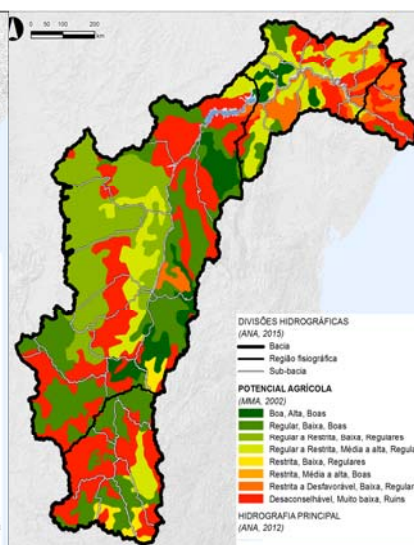 0 50 100 200
km
DIVISÕES HIDROGRÁFICAS
(ANA, 2015)
Bacia
Região fisiográfica
Sub-bacia
POTENCIAL AGRÍCOLA
(MMA, 2002)
Boa, Alta, Boas
Regular, Baixa, Boas
Regular a Restrita, Baixa, Regulares
Regular a Restrita, Média a alta, Regula
Restrita, Baixa, Regulares
Restrita, Média a alta, Boas
Restrita a Desfavorável, Baixa, Regular
Desaconselhável, Muito baixa, Ruins
HIDROGRAFIA PRINCIPAL
(ANA, 2012)